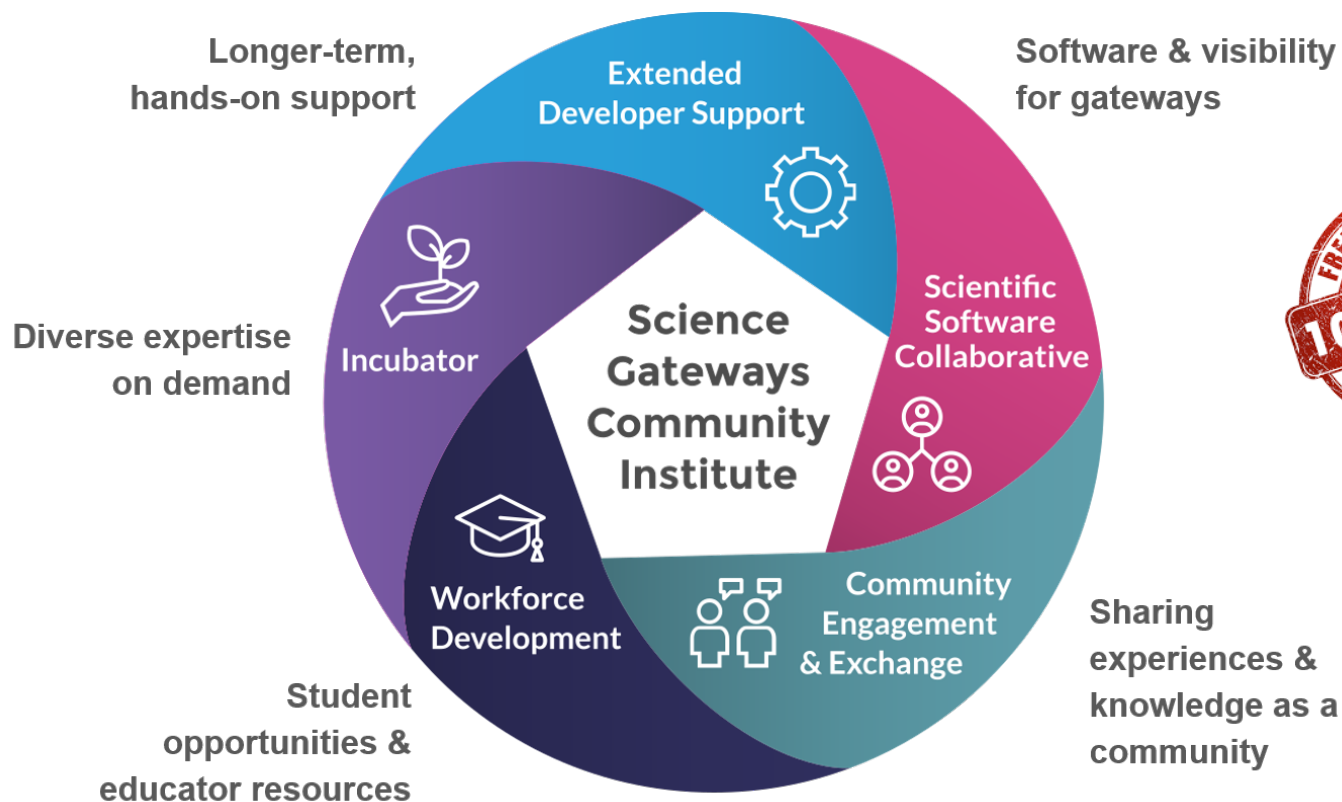 Longer-term,
hands-on support
Extended
Developer Support
Software & visibility
for gateways
Diverse expertise
on demand
Incubator
Science
Gateways
Community
Institute
Scientific
Software
Collaborative
Workforce
Development
Community
Engagement
& Exchange
Student
opportunities &
educator resources
Sharing
experiences &
knowledge as a
community